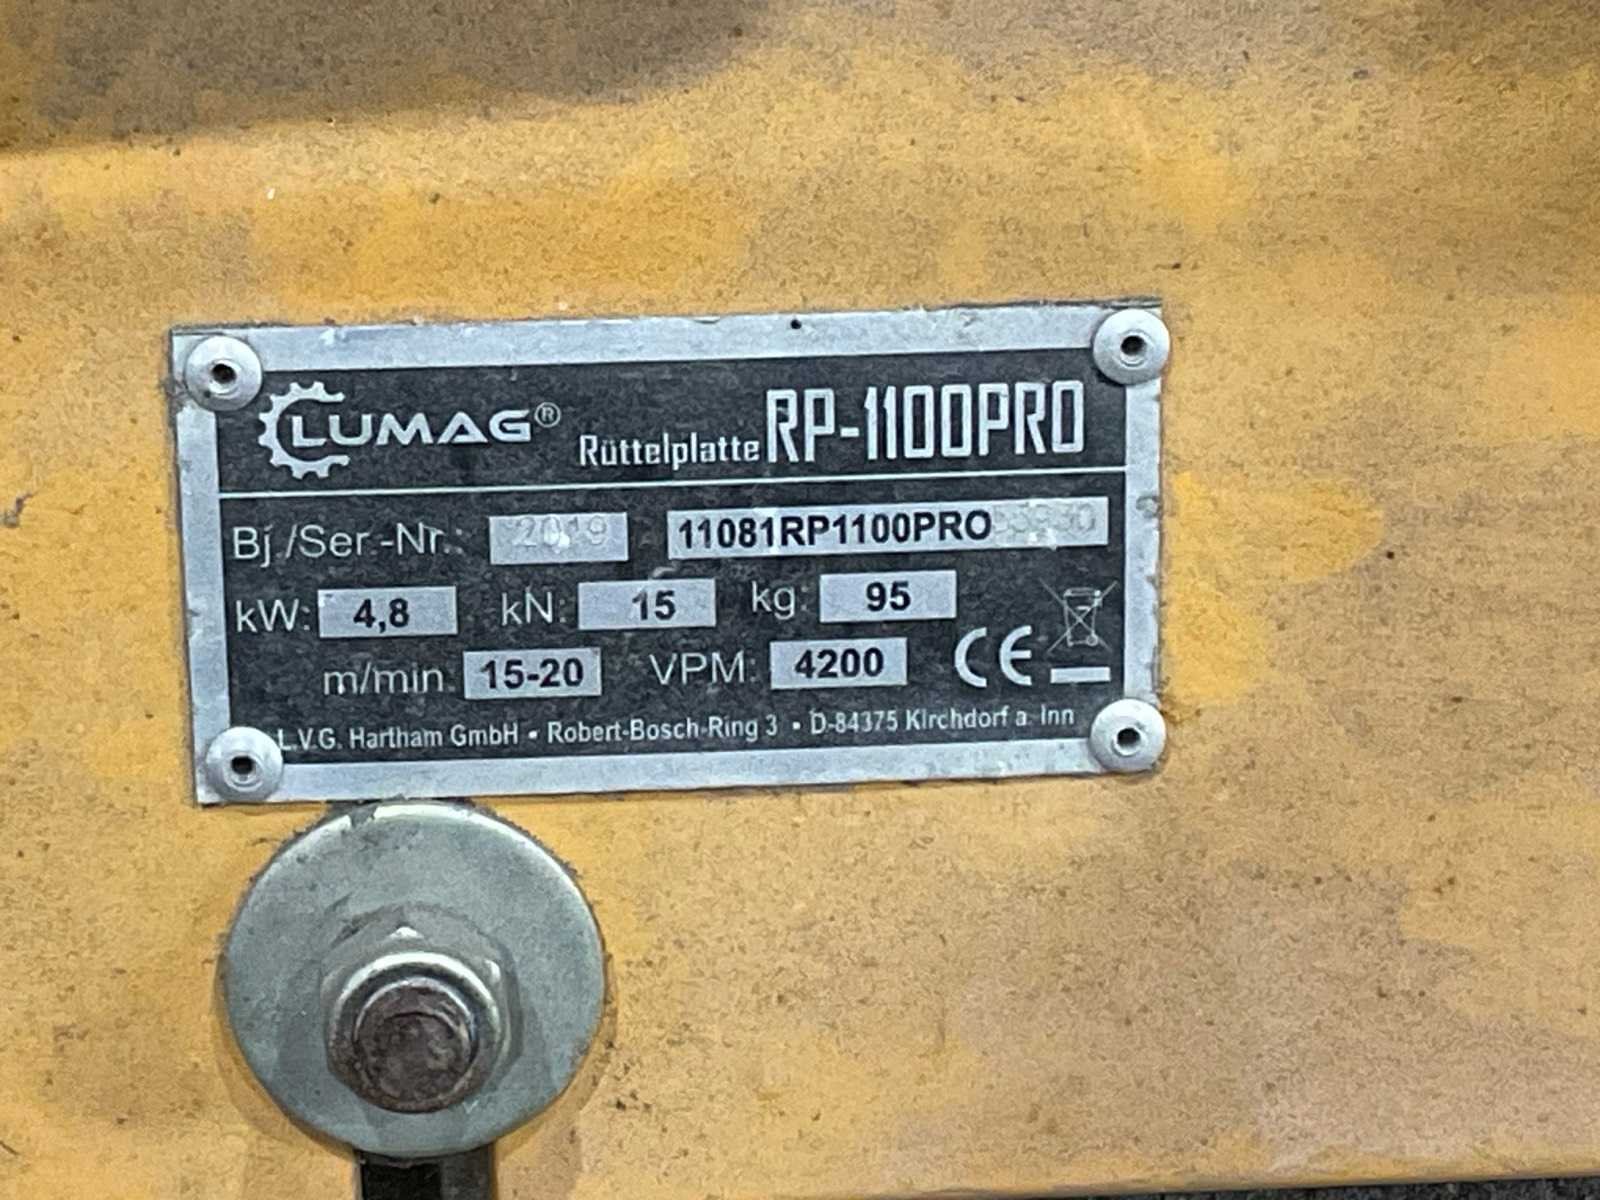 LUMAG® Rüttelplatte RP-1100PRO
Bj./Ser.-Nr.: 2019 11081RP1100PRO
kW: 4,8 kN: 15 kg: 95
m/min: 15-20 VPM: 4200 CE
L.V.G. Hartham GmbH • Robert-Bosch-Ring 3 • D-84375 Kirchdorf a. Inn